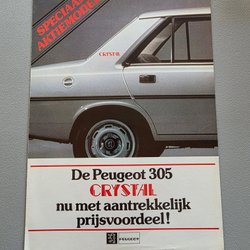 SPECIAAL
AKTIEMODEL
CRYSTAL
De Peugeot 305
CRYSTAL
nu met aantrekkelijk
prijsvoordeel!
PEUGEOT